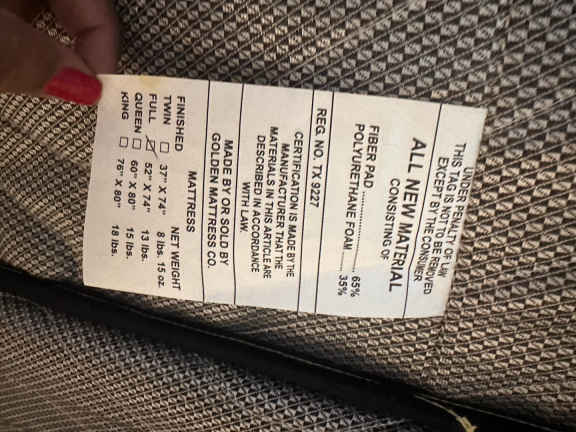 UNDER PENALTY OF LAW
THIS TAG IS NOT TO BE REMOVED
EXCEPT BY THE CONSUMER
ALL NEW MATERIAL
CONSISTING OF
FIBER PAD .................... 65%
POLYURETHANE FOAM ....... 35%
REG. NO. TX 9227
CERTIFICATION IS MADE BY THE
MANUFACTURER THAT THE
MATERIALS IN THIS ARTICLE ARE
DESCRIBED IN ACCORDANCE
WITH LAW.
MADE BY OR SOLD BY
GOLDEN MATTRESS CO.
MATTRESS
FINISHED NET WEIGHT
TWIN 37" X 74" 8 lbs. 15 oz.
FULL 52" X 74" 13 lbs.
QUEEN 60" X 80" 15 lbs.
KING 76" X 80" 18 lbs.